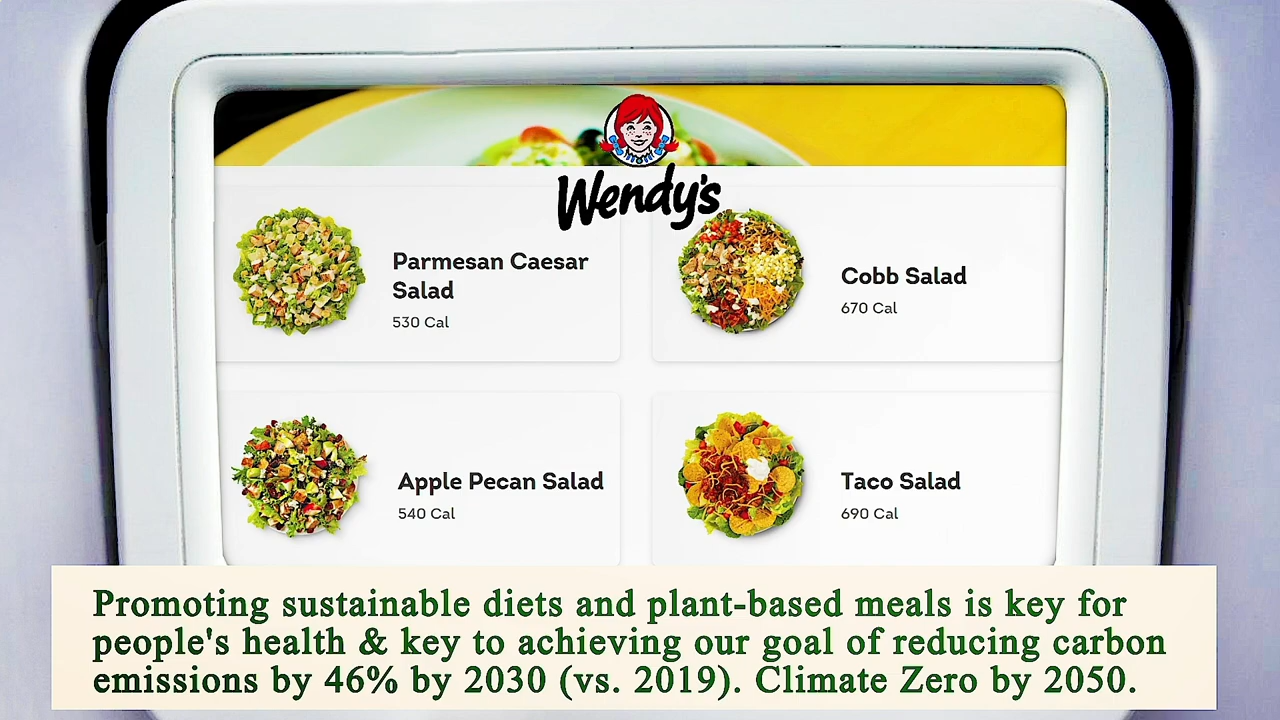 Wendy's
Parmesan Caesar
Salad
530 Cal
Cobb Salad
670 Cal
Apple Pecan Salad
540 Cal
Taco Salad
690 Cal
Promoting sustainable diets and plant-based meals is key for
people's health & key to achieving our goal of reducing carbon
emissions by 46% by 2030 (vs. 2019). Climate Zero by 2050.